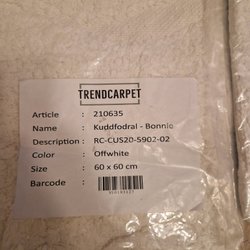 TRENDCARPET
Article : 210635
Name : Kuddfodral - Bonnie
Description : RC-CUS20-S902-02
Color : Offwhite
Size : 60 x 60 cm
Barcode :